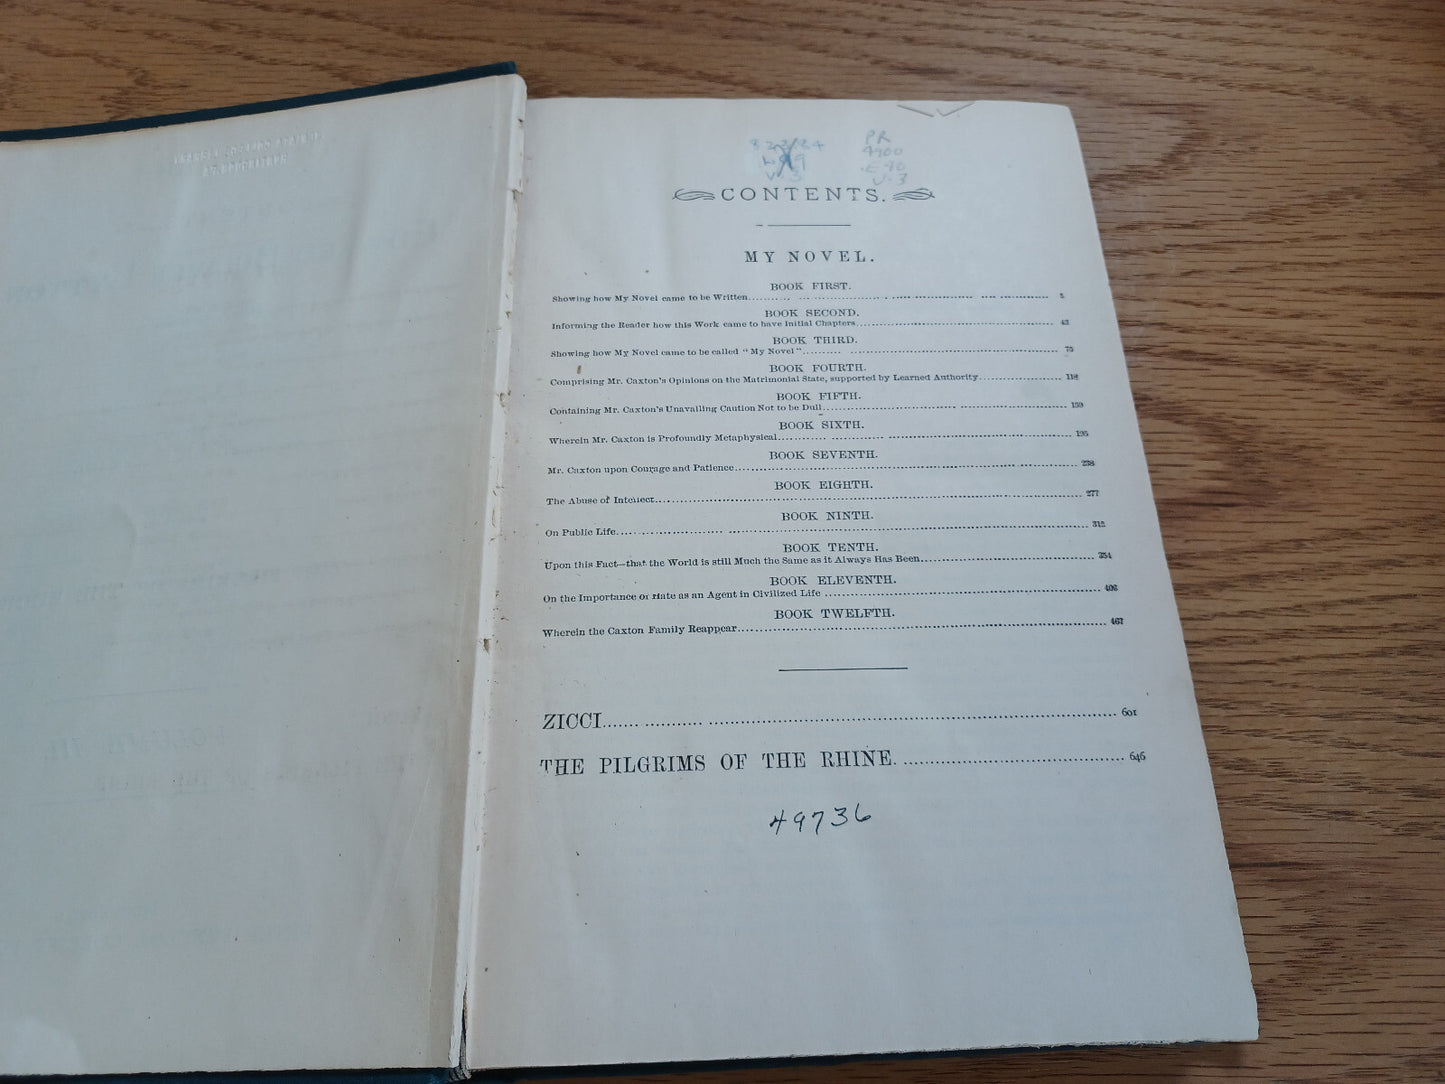 PR
4900
.E40
v.3
CONTENTS.
MY NOVEL.
BOOK FIRST.
Showing how My Novel came to be Written 5
BOOK SECOND.
Informing the Reader how this Work came to have Initial Chapters 42
BOOK THIRD.
Showing how My Novel came to be called "My Novel" 75
BOOK FOURTH.
Comprising Mr. Caxton's Opinions on the Matrimonial State, supported by Learned Authority 118
BOOK FIFTH.
Containing Mr. Caxton's Unavailing Caution Not to be Dull 159
BOOK SIXTH.
Wherein Mr. Caxton is Profoundly Metaphysical 195
BOOK SEVENTH.
Mr. Caxton upon Courage and Patience 238
BOOK EIGHTH.
The Abuse of Intellect 277
BOOK NINTH.
On Public Life 312
BOOK TENTH.
Upon this Fact—that the World is still Much the Same as it Always Has Been 354
BOOK ELEVENTH.
On the Importance of Hate as an Agent in Civilized Life 406
BOOK TWELFTH.
Wherein the Caxton Family Reappear 467
ZICCI 601
THE PILGRIMS OF THE RHINE. 646
49736